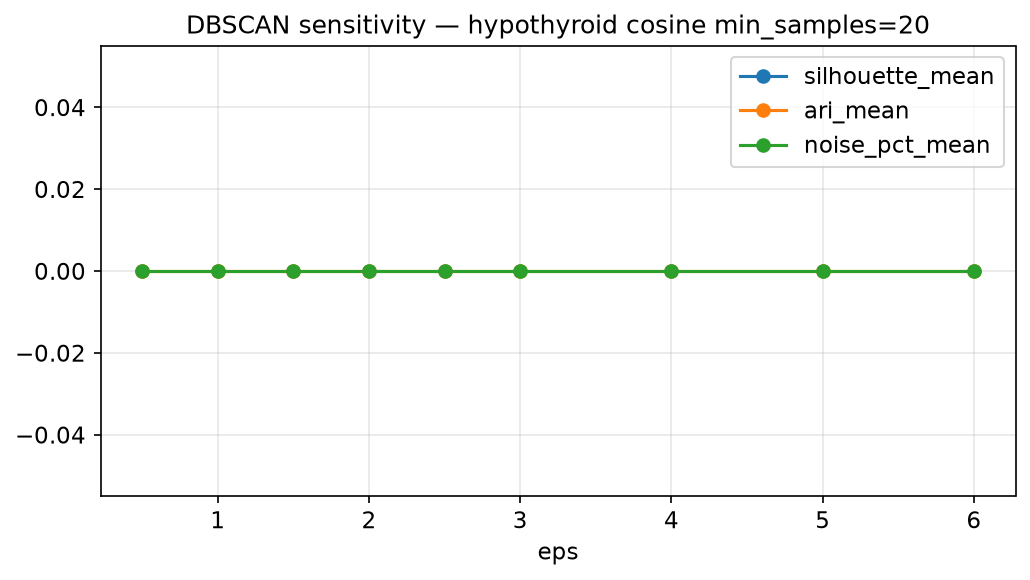 DBSCAN sensitivity — hypothyroid cosine min_samples=20
silhouette_mean
ari_mean
noise_pct_mean
0.04
0.02
0.00
−0.02
−0.04
1 2 3 4 5 6
eps